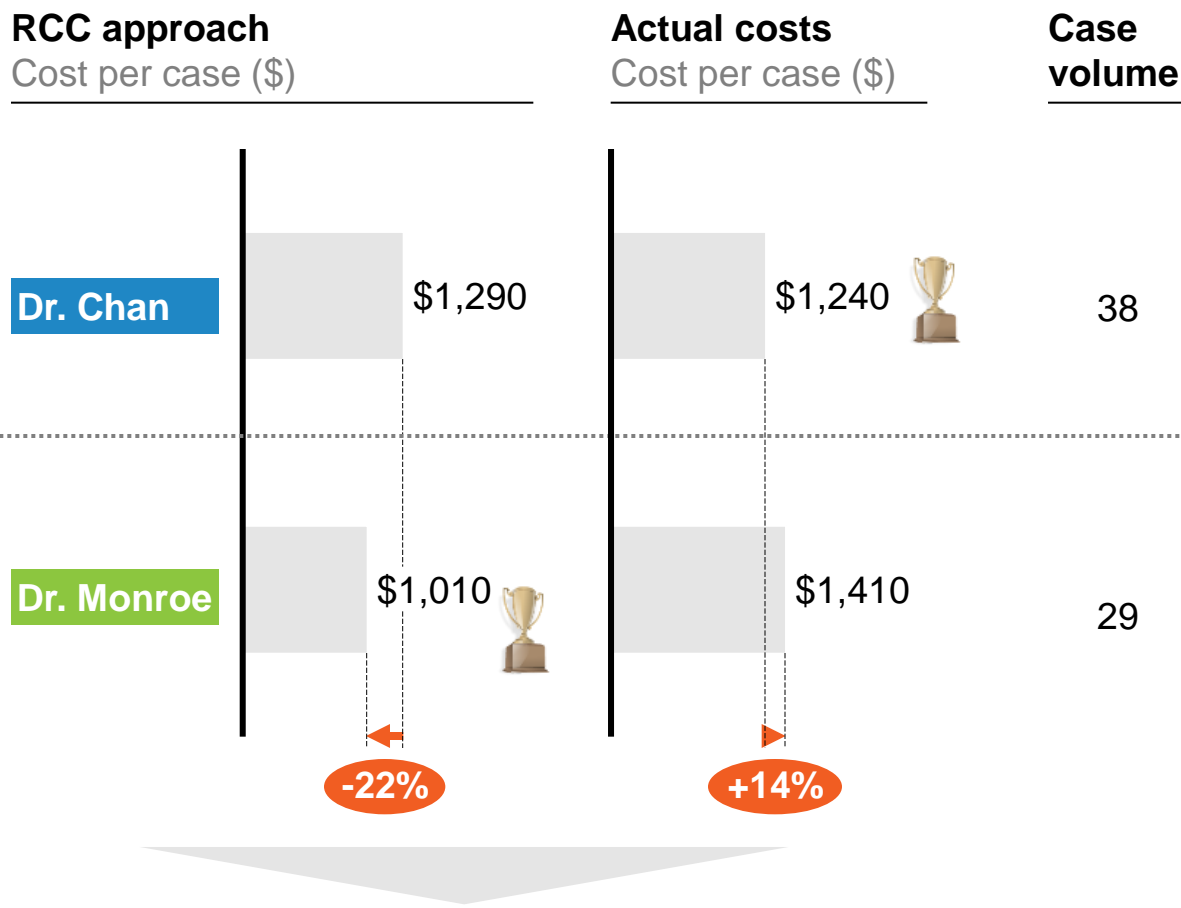 RCC approach
Cost per case ($)
Actual costs
Cost per case ($)
Case
volume
Dr. Chan
$1,290
$1,240
38
Dr. Monroe
$1,010
$1,410
29
-22%
+14%